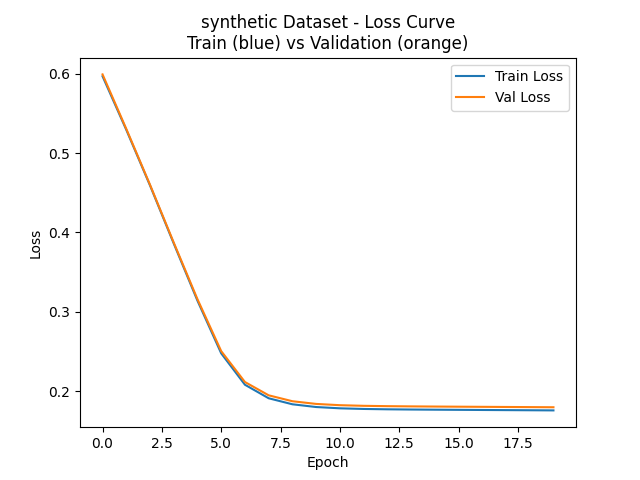 synthetic Dataset - Loss Curve
Train (blue) vs Validation (orange)
Train Loss
Val Loss
0.6
0.5
0.4
0.3
0.2
Loss
0.0
2.5
5.0
7.5
10.0
12.5
15.0
17.5
Epoch